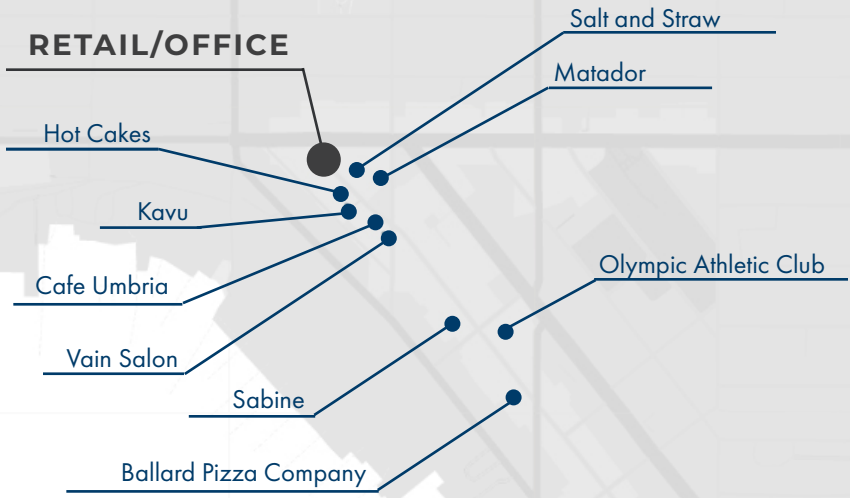 Salt and Straw
RETAIL/OFFICE
Matador
Hot Cakes
Kavu
Olympic Athletic Club
Cafe Umbria
Vain Salon
Sabine
Ballard Pizza Company